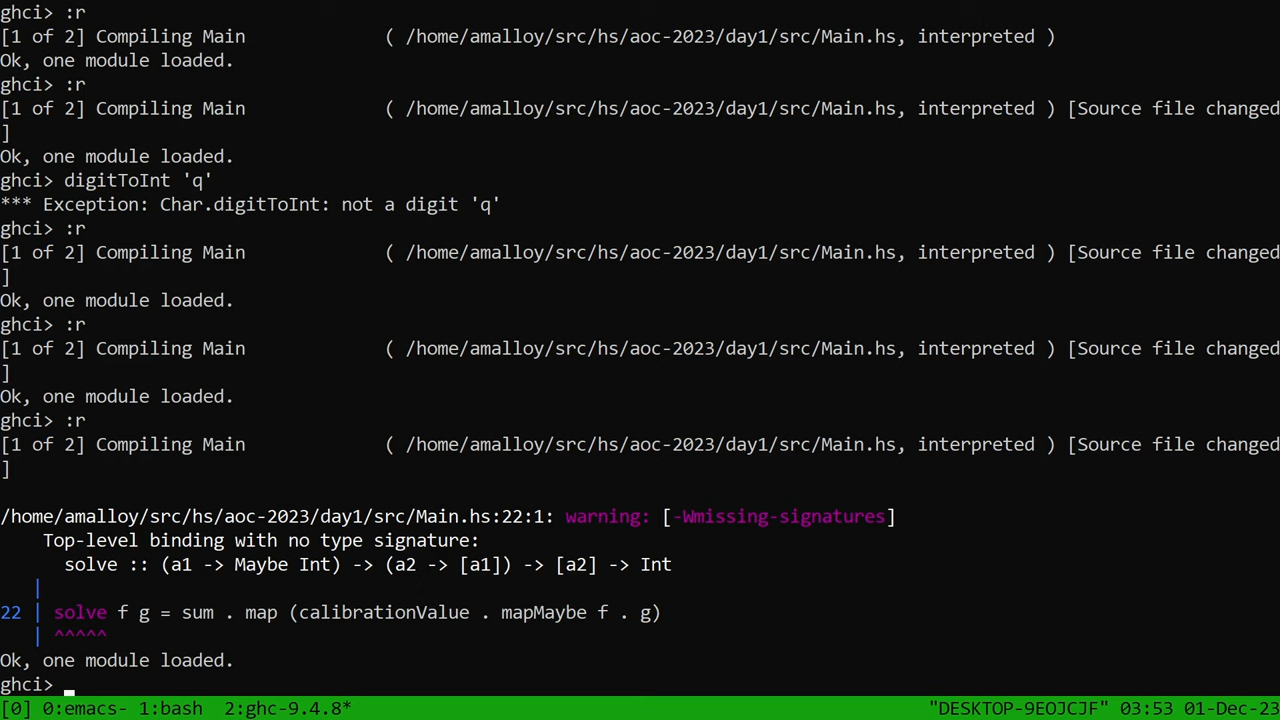 ghci> :r
[1 of 2] Compiling Main             ( /home/amalloy/src/hs/aoc-2023/day1/src/Main.hs, interpreted )
Ok, one module loaded.
ghci> :r
[1 of 2] Compiling Main             ( /home/amalloy/src/hs/aoc-2023/day1/src/Main.hs, interpreted ) [Source file changed
]
Ok, one module loaded.
ghci> digitToInt 'q'
*** Exception: Char.digitToInt: not a digit 'q'
ghci> :r
[1 of 2] Compiling Main             ( /home/amalloy/src/hs/aoc-2023/day1/src/Main.hs, interpreted ) [Source file changed
]
Ok, one module loaded.
ghci> :r
[1 of 2] Compiling Main             ( /home/amalloy/src/hs/aoc-2023/day1/src/Main.hs, interpreted ) [Source file changed
]
Ok, one module loaded.
ghci> :r
[1 of 2] Compiling Main             ( /home/amalloy/src/hs/aoc-2023/day1/src/Main.hs, interpreted ) [Source file changed
]
/home/amalloy/src/hs/aoc-2023/day1/src/Main.hs:22:1: warning: [-Wmissing-signatures]
    Top-level binding with no type signature:
      solve :: (a1 -> Maybe Int) -> (a2 -> [a1]) -> [a2] -> Int
   |
22 | solve f g = sum . map (calibrationValue . mapMaybe f . g)
   | ^^^^^
Ok, one module loaded.
ghci>
[0] 0:emacs- 1:bash  2:ghc-9.4.8* "DESKTOP-9EOJCJF" 03:53 01-Dec-23